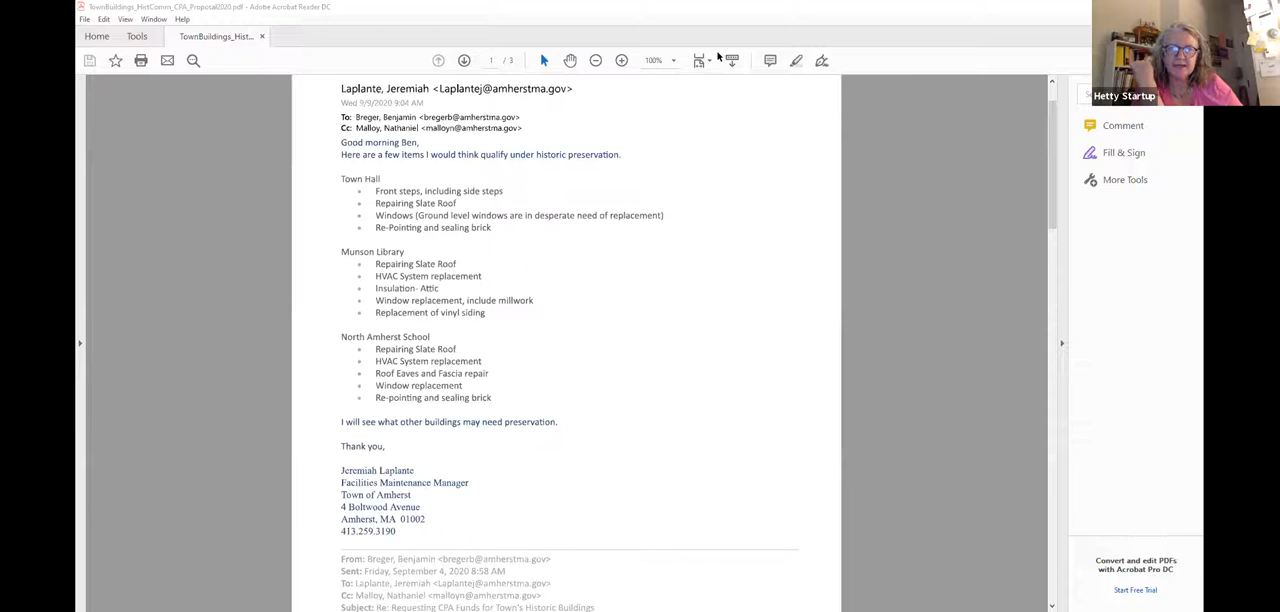 TownBuildings_HistComm_CPA_Proposal2020.pdf - Adobe Acrobat Reader DC
File Edit View Window Help
Home Tools TownBuildings_Hist... ×
1 / 3 100%
Hetty Startup
Laplante, Jeremiah <Laplantej@amherstma.gov>
Wed 9/9/2020 9:04 AM
To: Breger, Benjamin <bregerb@amherstma.gov>
Cc: Malloy, Nathaniel <malloyn@amherstma.gov>
Good morning Ben,
Here are a few items I would think qualify under historic preservation.
Town Hall
• Front steps, including side steps
• Repairing Slate Roof
• Windows (Ground level windows are in desperate need of replacement)
• Re-Pointing and sealing brick
Munson Library
• Repairing Slate Roof
• HVAC System replacement
• Insulation- Attic
• Window replacement, include millwork
• Replacement of vinyl siding
North Amherst School
• Repairing Slate Roof
• HVAC System replacement
• Roof Eaves and Fascia repair
• Window replacement
• Re-pointing and sealing brick
I will see what other buildings may need preservation.
Thank you,
Jeremiah Laplante
Facilities Maintenance Manager
Town of Amherst
4 Boltwood Avenue
Amherst, MA 01002
413.259.3190
From: Breger, Benjamin <bregerb@amherstma.gov>
Sent: Friday, September 4, 2020 8:58 AM
To: Laplante, Jeremiah <Laplantej@amherstma.gov>
Cc: Malloy, Nathaniel <malloyn@amherstma.gov>
Subject: Re: Requesting CPA Funds for Town's Historic Buildings
Comment
Fill & Sign
More Tools
Convert and edit PDFs
with Acrobat Pro DC
Start Free Trial